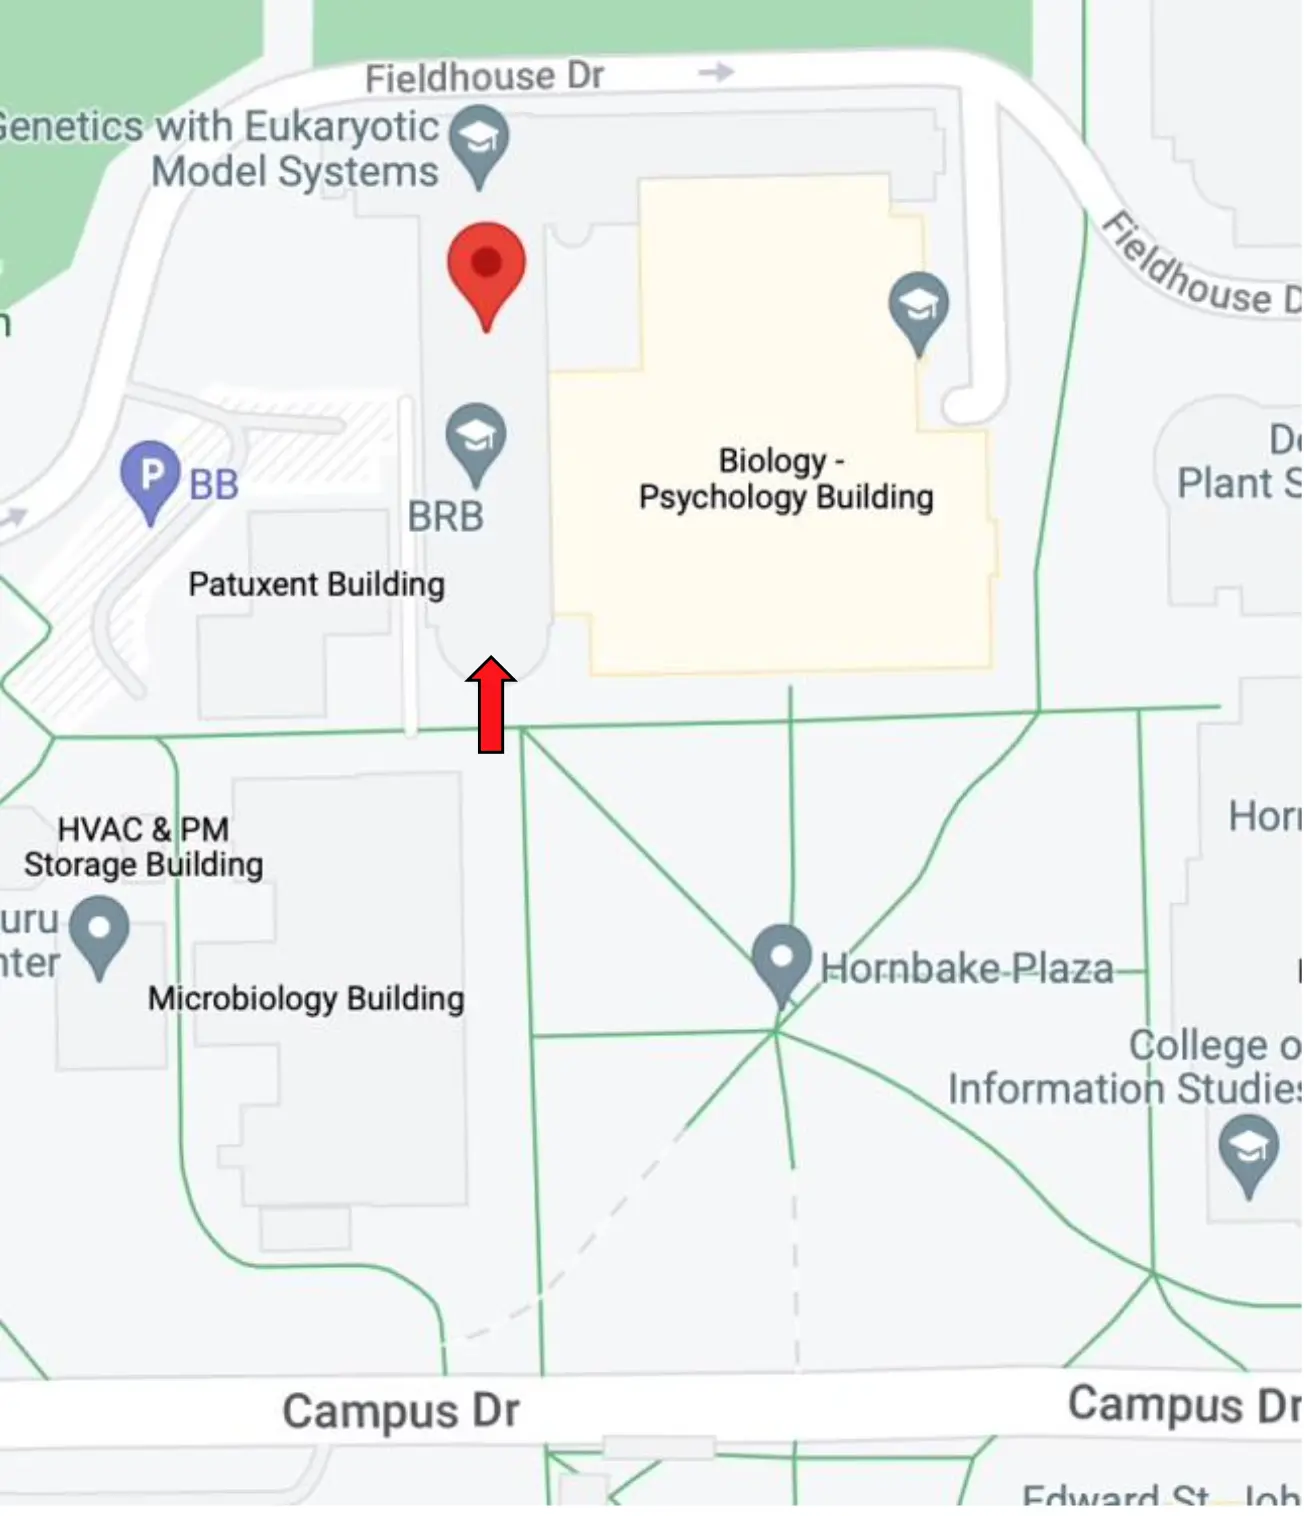 Fieldhouse Dr
Genetics with Eukaryotic
Model Systems
Fieldhouse D
n
P
BB
BRB
Biology -
Psychology Building
Plant S
Patuxent Building
HVAC & PM
Storage Building
Horn
uru
nter
Hornbake Plaza
Microbiology Building
College o
Information Studies
Campus Dr
Campus Dr
Edward St. Joh